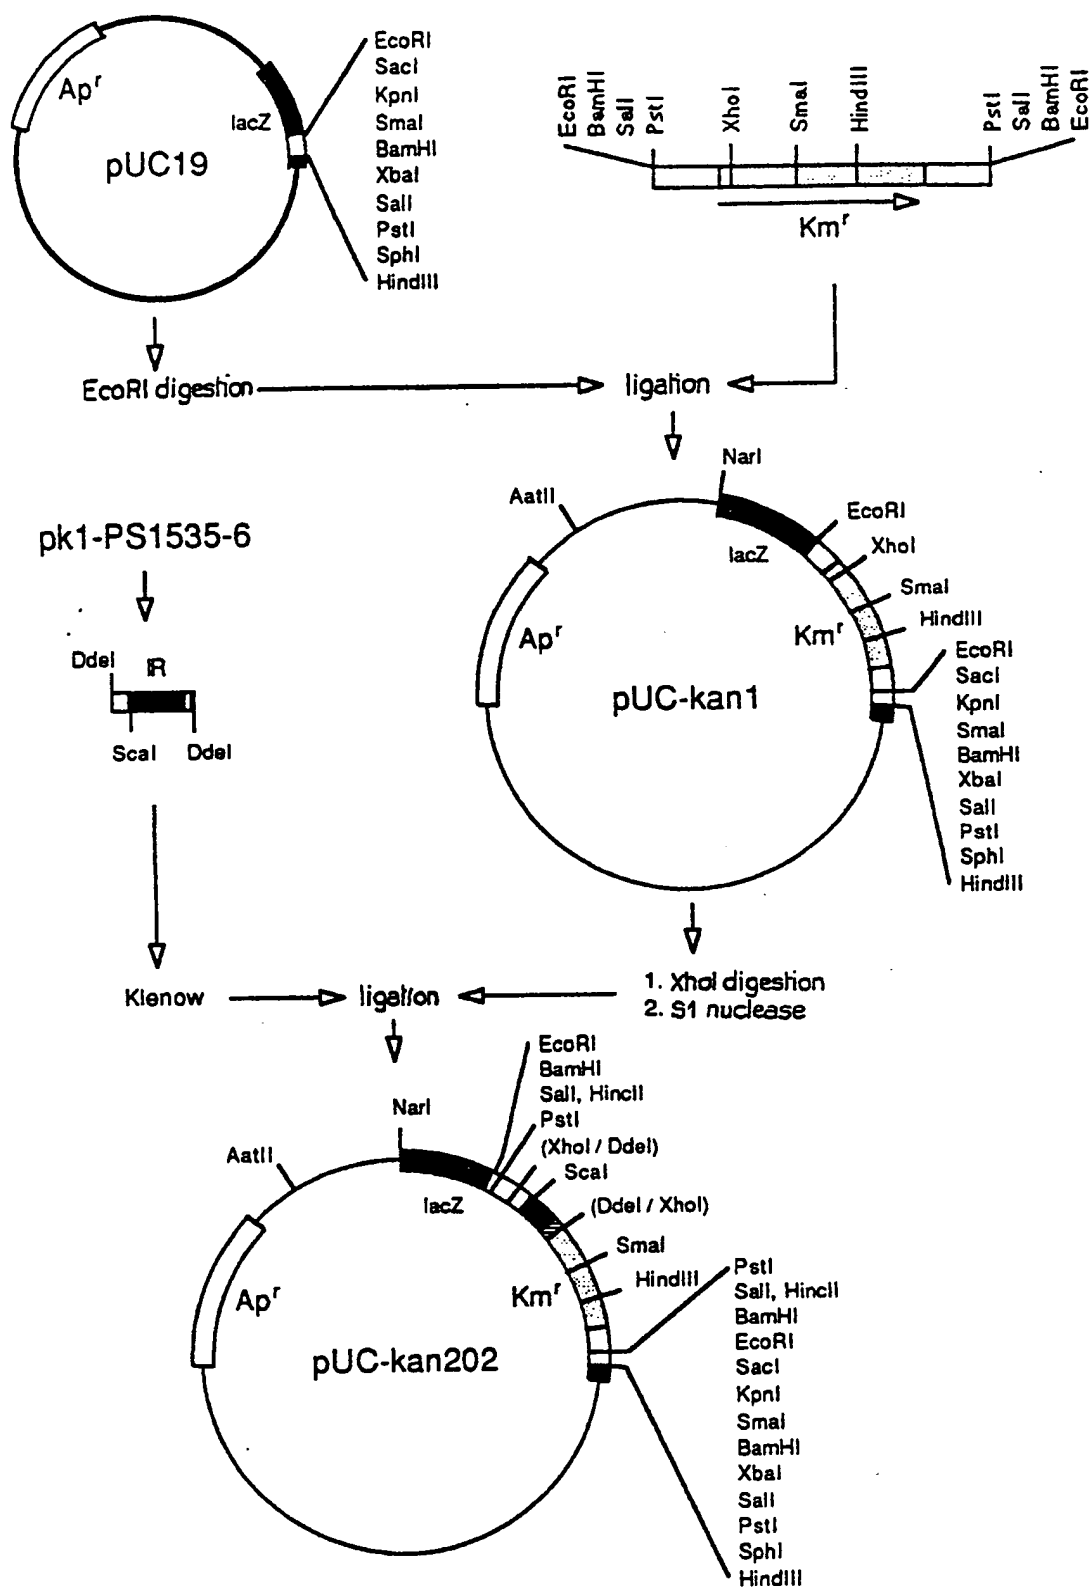 Ap^r
lacZ
pUC19
EcoRI
SacI
KpnI
SmaI
BamHI
XbaI
SalI
PstI
SphI
HindIII
EcoRI
BamHI
SalI
PstI
XhoI
SmaI
HindIII
PstI
SalI
BamHI
EcoRI
Km^r
EcoRI digestion
ligation
pk1-PS1535-6
DdeI
IR
ScaI
DdeI
NarI
AatII
lacZ
EcoRI
XhoI
SmaI
HindIII
Km^r
Ap^r
pUC-kan1
EcoRI
SacI
KpnI
SmaI
BamHI
XbaI
SalI
PstI
SphI
HindIII
Klenow
ligation
1. XhoI digestion
2. S1 nuclease
EcoRI
BamHI
SalI, HincII
PstI
(XhoI / DdeI)
ScaI
(DdeI / XhoI)
SmaI
HindIII
NarI
AatII
lacZ
Km^r
Ap^r
pUC-kan202
PstI
SalI, HincII
BamHI
EcoRI
SacI
KpnI
SmaI
BamHI
XbaI
SalI
PstI
SphI
HindIII